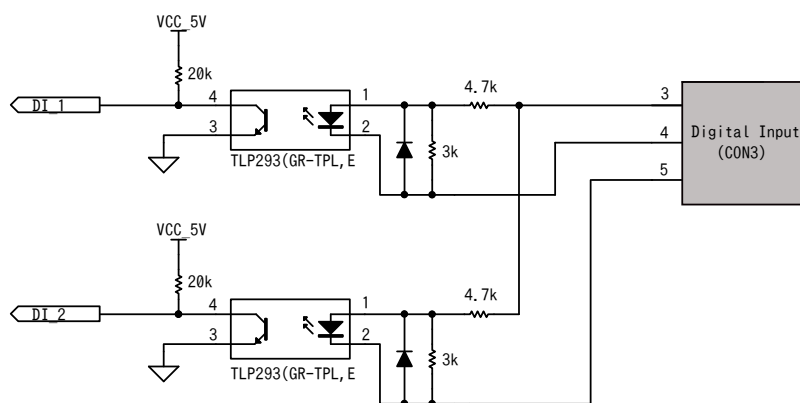 VCC_5V
20k
DI_1
4
3
1
2
4.7k
3k
TLP293(GR-TPL,E
3
4
5
Digital Input
(CON3)
VCC_5V
20k
DI_2
4
3
1
2
4.7k
3k
TLP293(GR-TPL,E